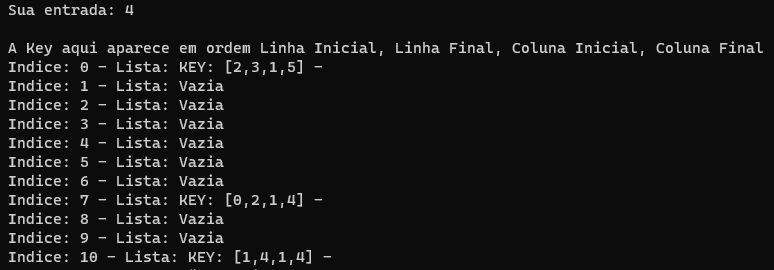 Sua entrada: 4
A Key aqui aparece em ordem Linha Inicial, Linha Final, Coluna Inicial, Coluna Final
Indice: 0 - Lista: KEY: [2,3,1,5] -
Indice: 1 - Lista: Vazia
Indice: 2 - Lista: Vazia
Indice: 3 - Lista: Vazia
Indice: 4 - Lista: Vazia
Indice: 5 - Lista: Vazia
Indice: 6 - Lista: Vazia
Indice: 7 - Lista: KEY: [0,2,1,4] -
Indice: 8 - Lista: Vazia
Indice: 9 - Lista: Vazia
Indice: 10 - Lista: KEY: [1,4,1,4] -